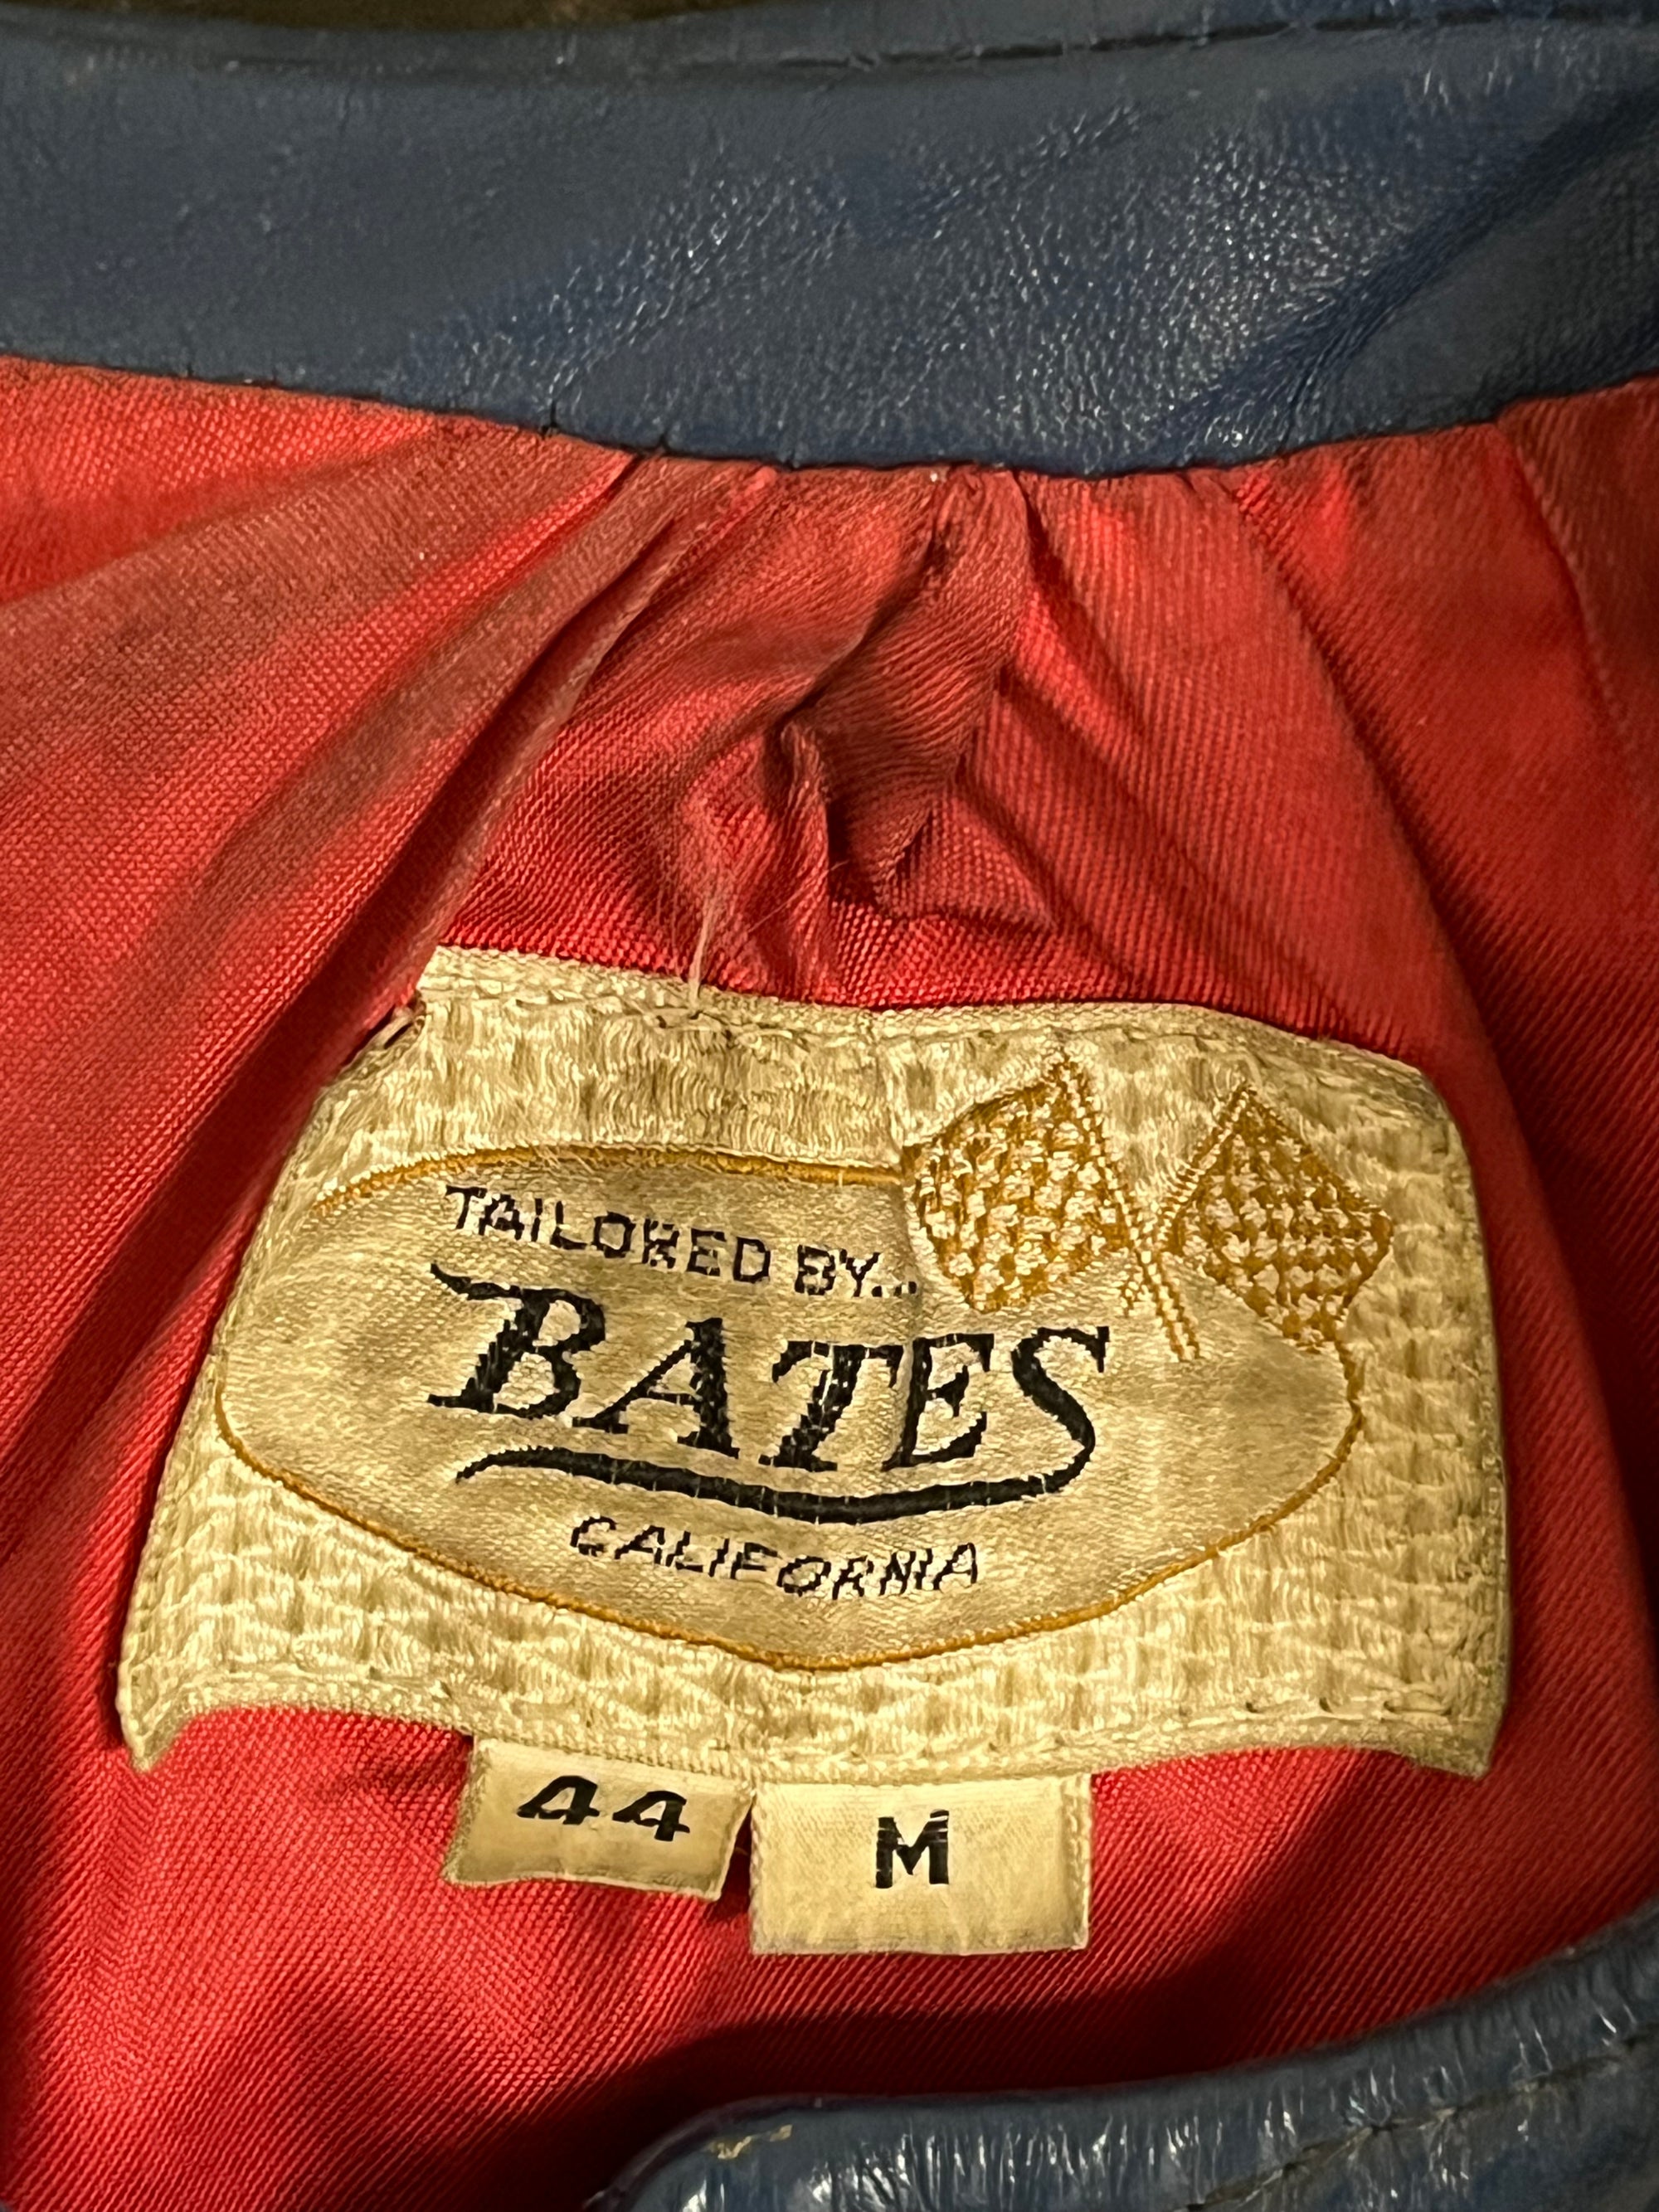 TAILORED BY...
BATES
CALIFORNIA
44
M